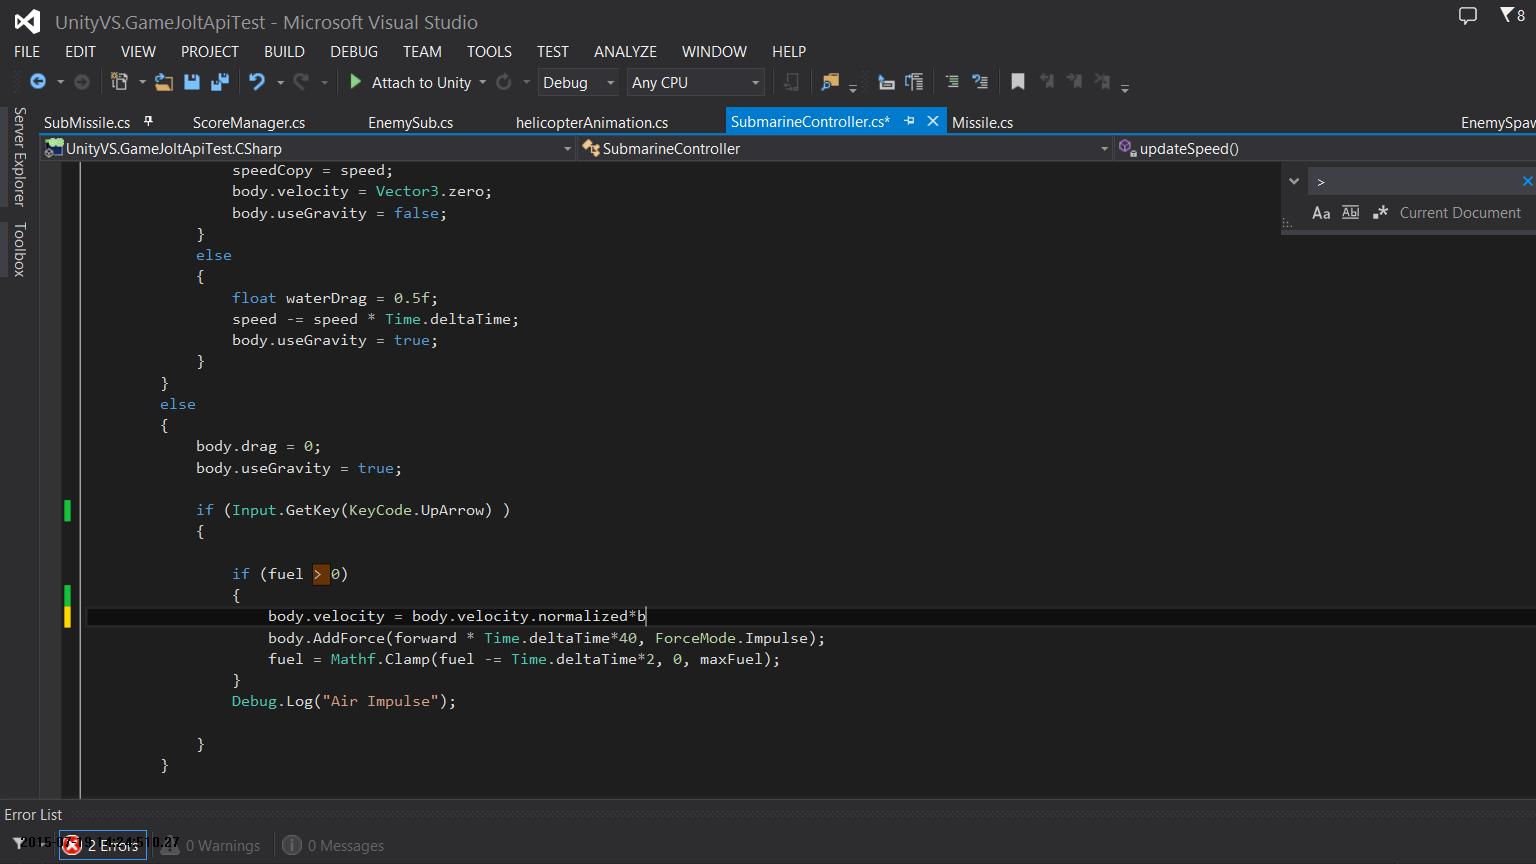 UnityVS.GameJoltApiTest - Microsoft Visual Studio
8
FILE EDIT VIEW PROJECT BUILD DEBUG TEAM TOOLS TEST ANALYZE WINDOW HELP
Attach to Unity Debug Any CPU
Server Explorer
Toolbox
SubMissile.cs ScoreManager.cs EnemySub.cs helicopterAnimation.cs SubmarineController.cs* Missile.cs EnemySpaw
UnityVS.GameJoltApiTest.CSharp SubmarineController updateSpeed()
>
Aa Abl .* Current Document
speedCopy = speed;
body.velocity = Vector3.zero;
body.useGravity = false;
}
else
{
float waterDrag = 0.5f;
speed -= speed * Time.deltaTime;
body.useGravity = true;
}
}
else
{
body.drag = 0;
body.useGravity = true;
if (Input.GetKey(KeyCode.UpArrow) )
{
if (fuel > 0)
{
body.velocity = body.velocity.normalized*b
body.AddForce(forward * Time.deltaTime*40, ForceMode.Impulse);
fuel = Mathf.Clamp(fuel -= Time.deltaTime*2, 0, maxFuel);
}
Debug.Log("Air Impulse");
}
}
Error List
2 Errors 0 Warnings 0 Messages